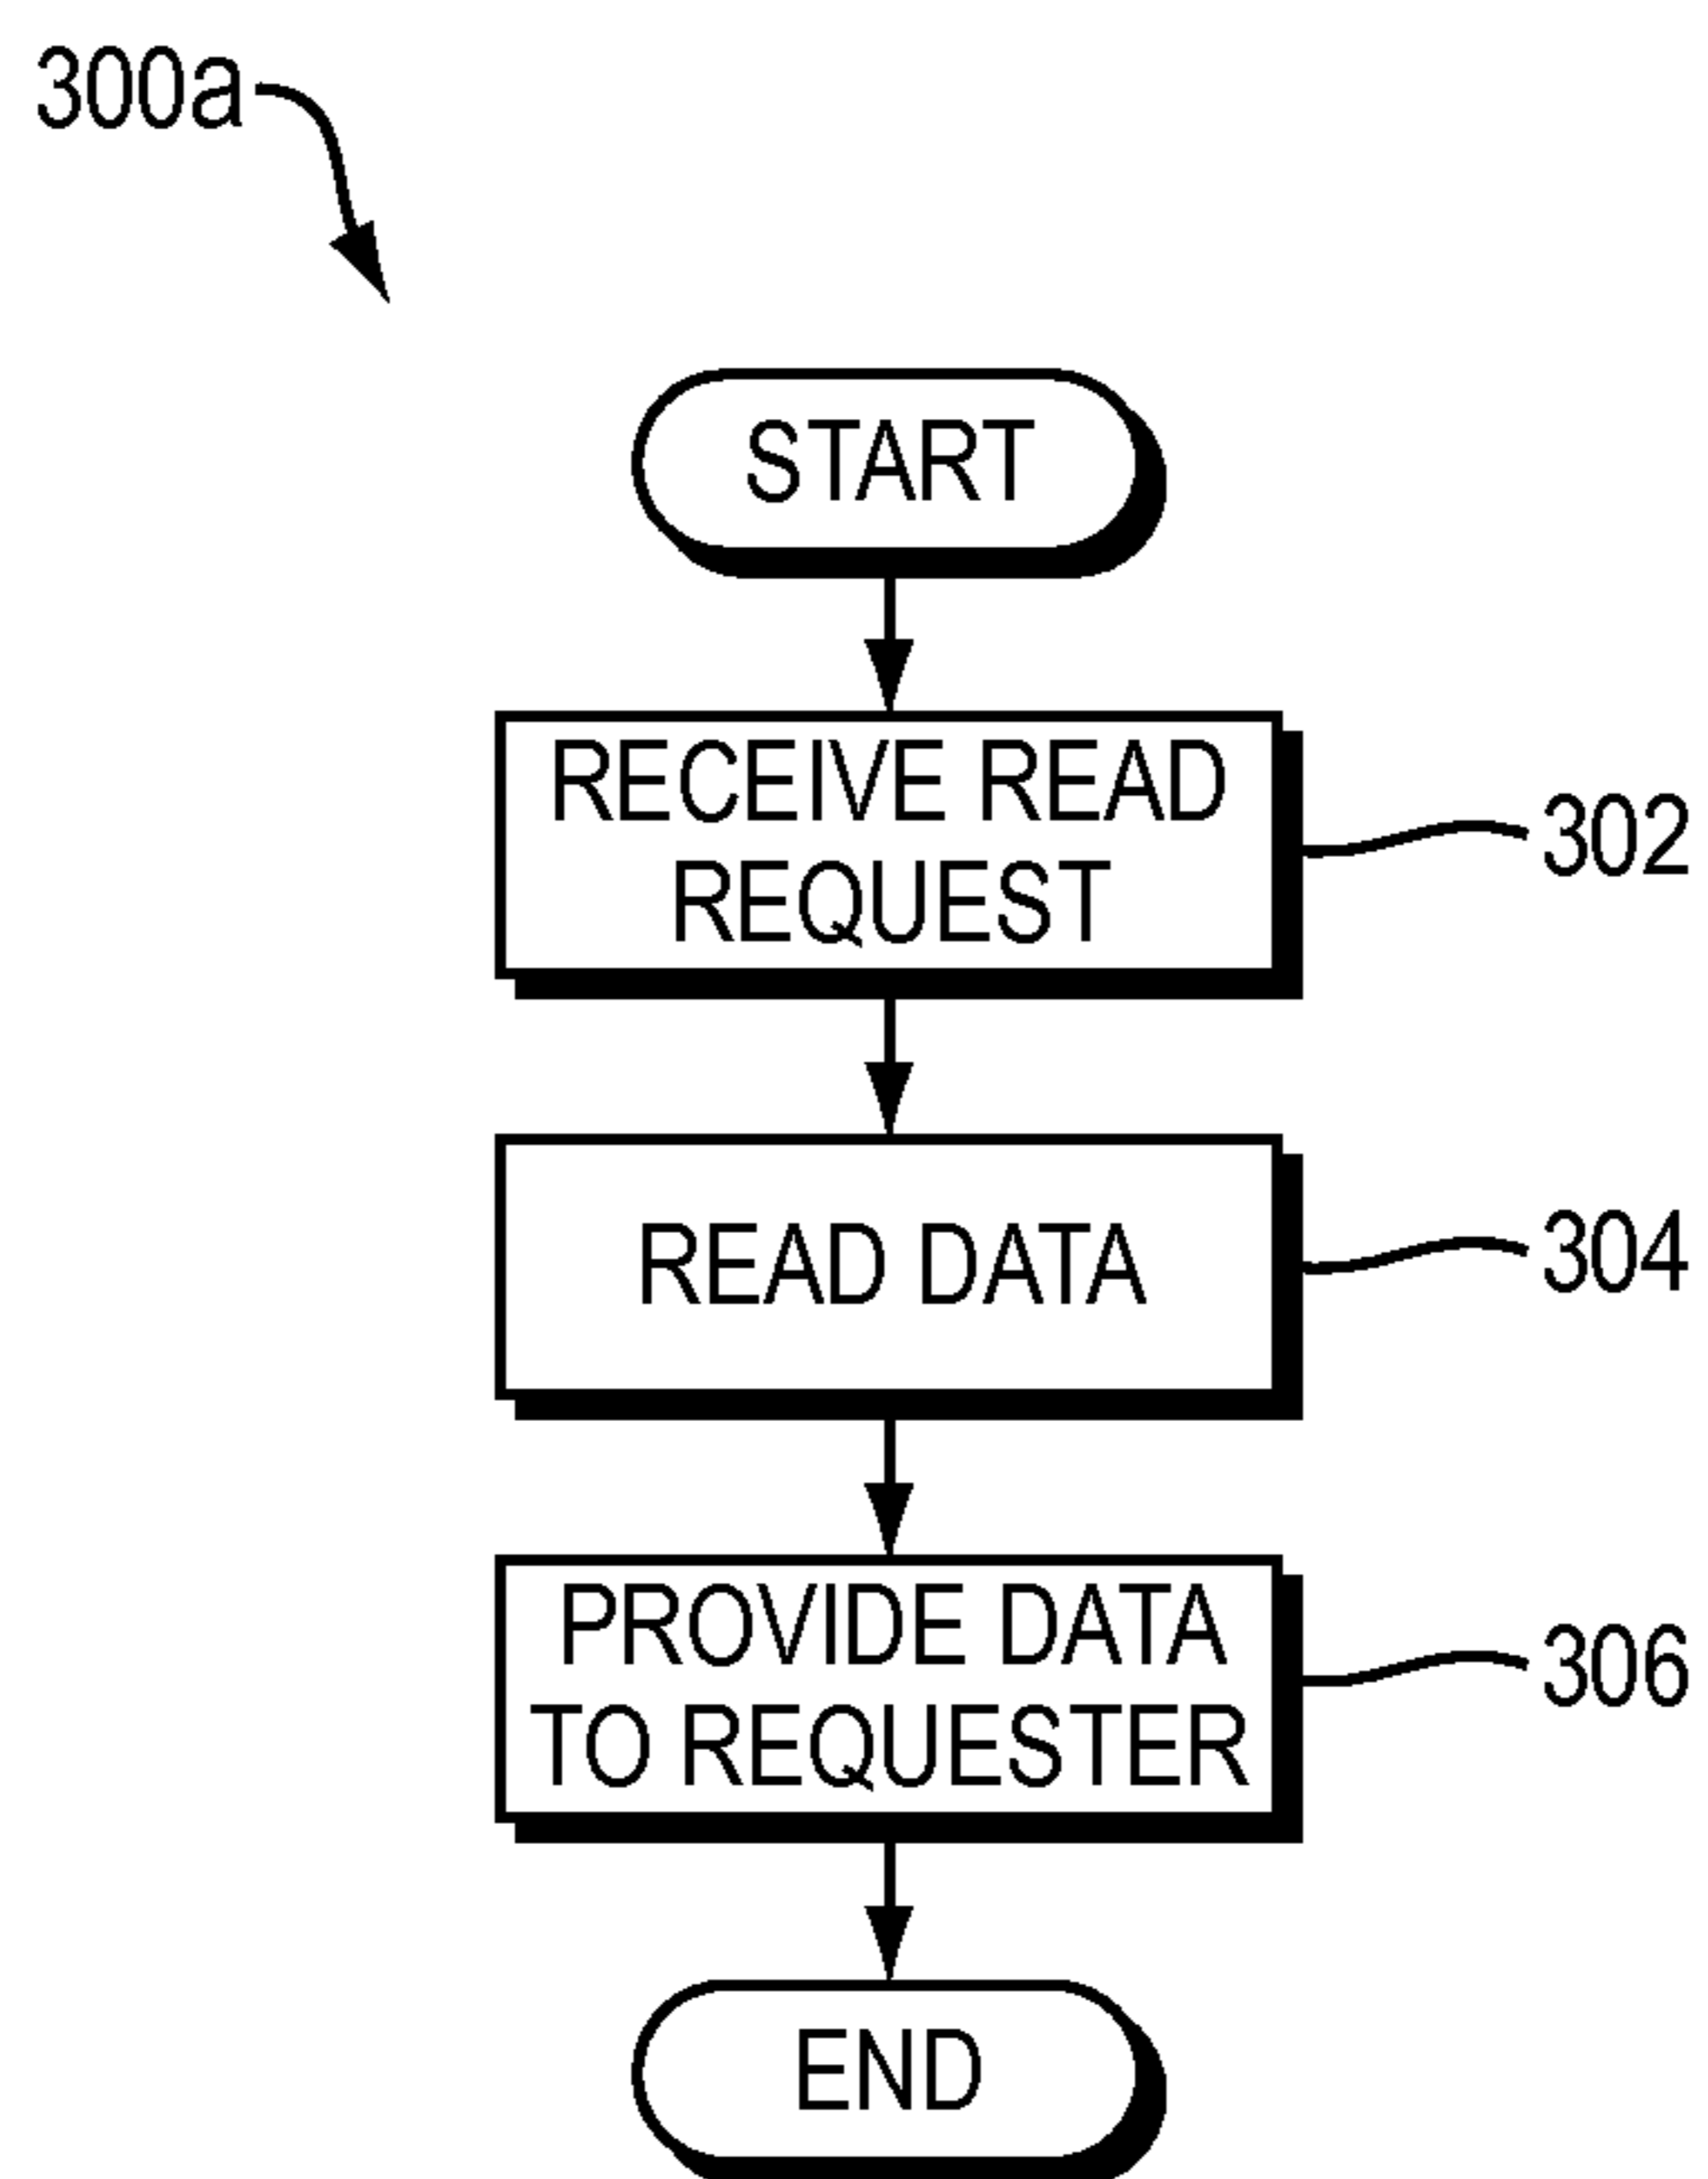 300a
START
RECEIVE READ
REQUEST
302
READ DATA
304
PROVIDE DATA
TO REQUESTER
306
END